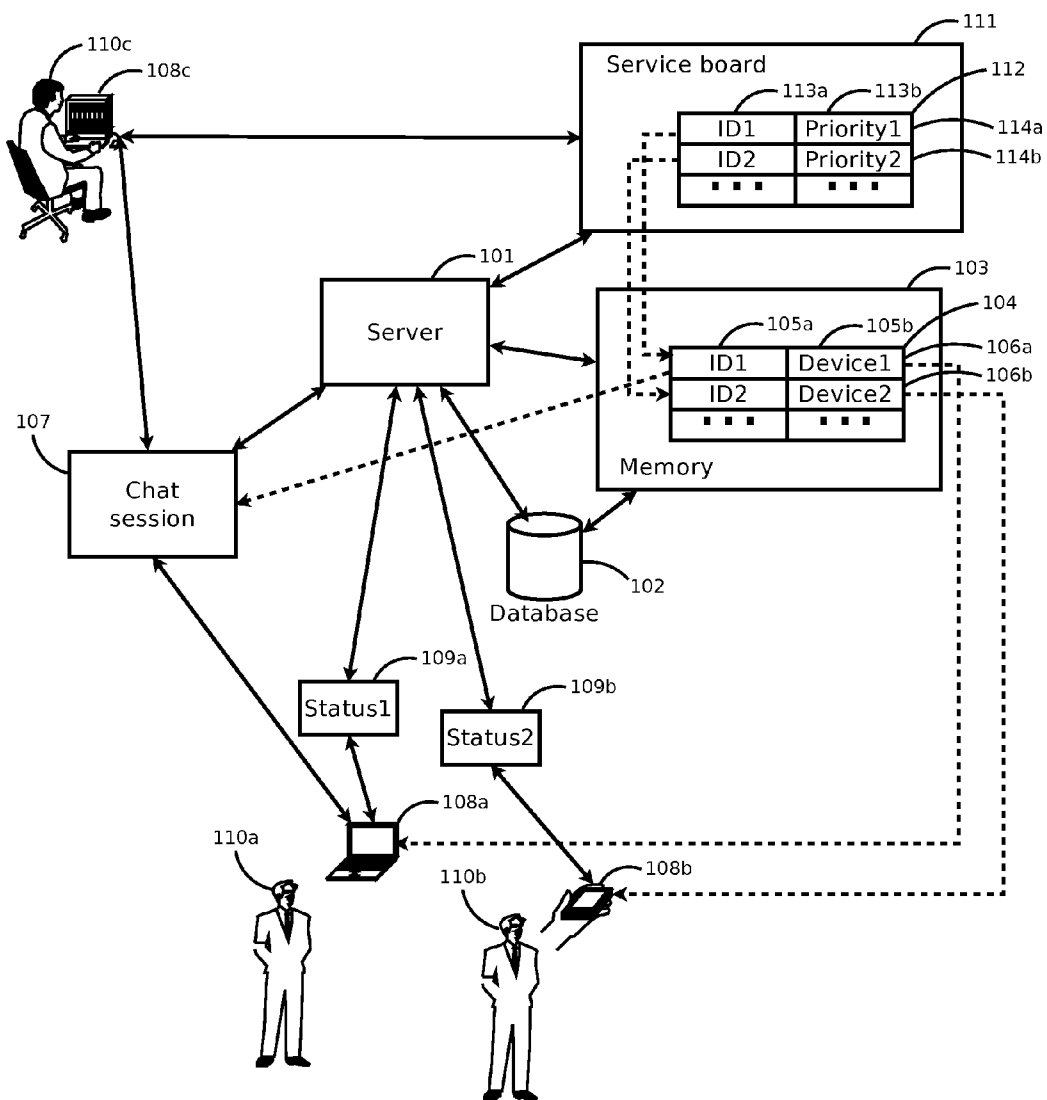 110c
111
108c
Service board
112
113a
113b
ID1
Priority1
114a
ID2
Priority2
114b
101
103
Server
105a
105b
104
106a
ID1
Device1
106b
ID2
Device2
107
Memory
Chat
session
102
Database
109a
109b
Status1
Status2
108a
110a
110b
108b